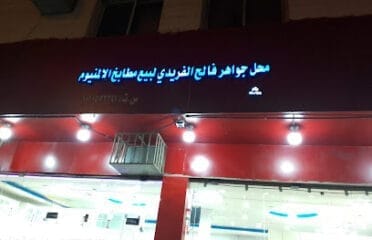 محل جواهر فالح الفريدي لبيع مطابخ الالمنيوم
س.ت